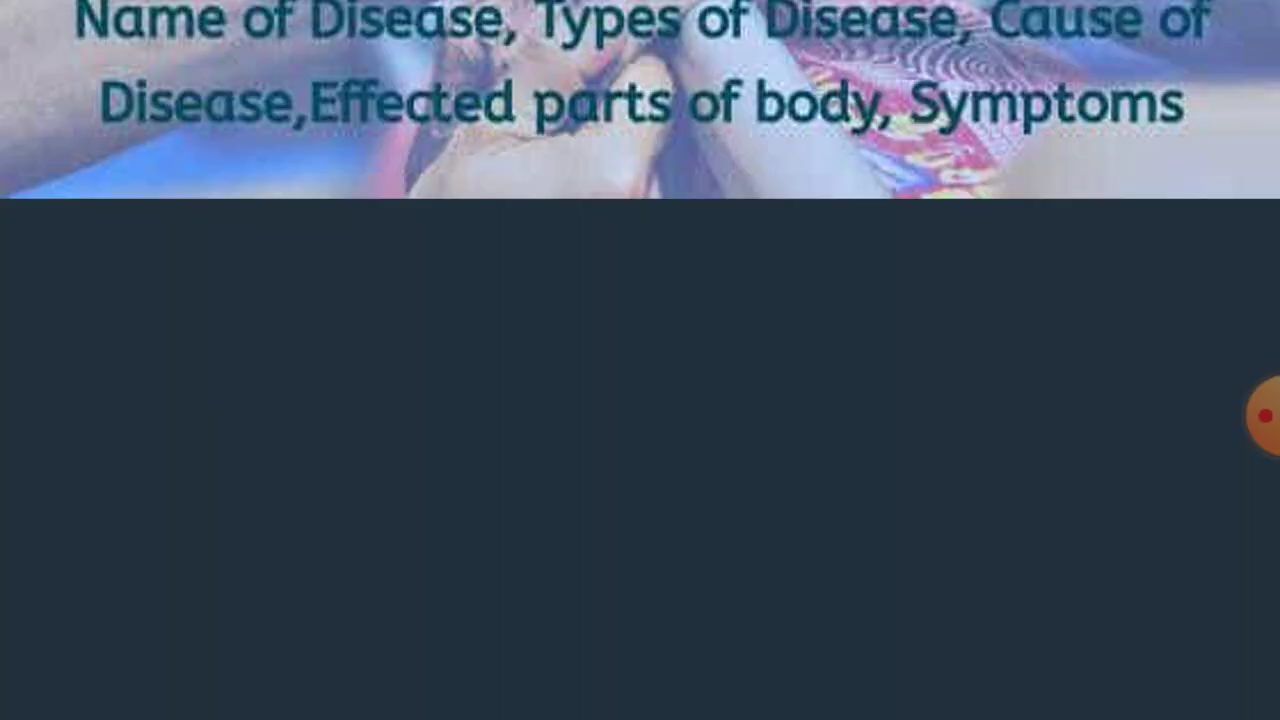 Name of Disease, Types of Disease, Cause of
Disease,Effected parts of body, Symptoms